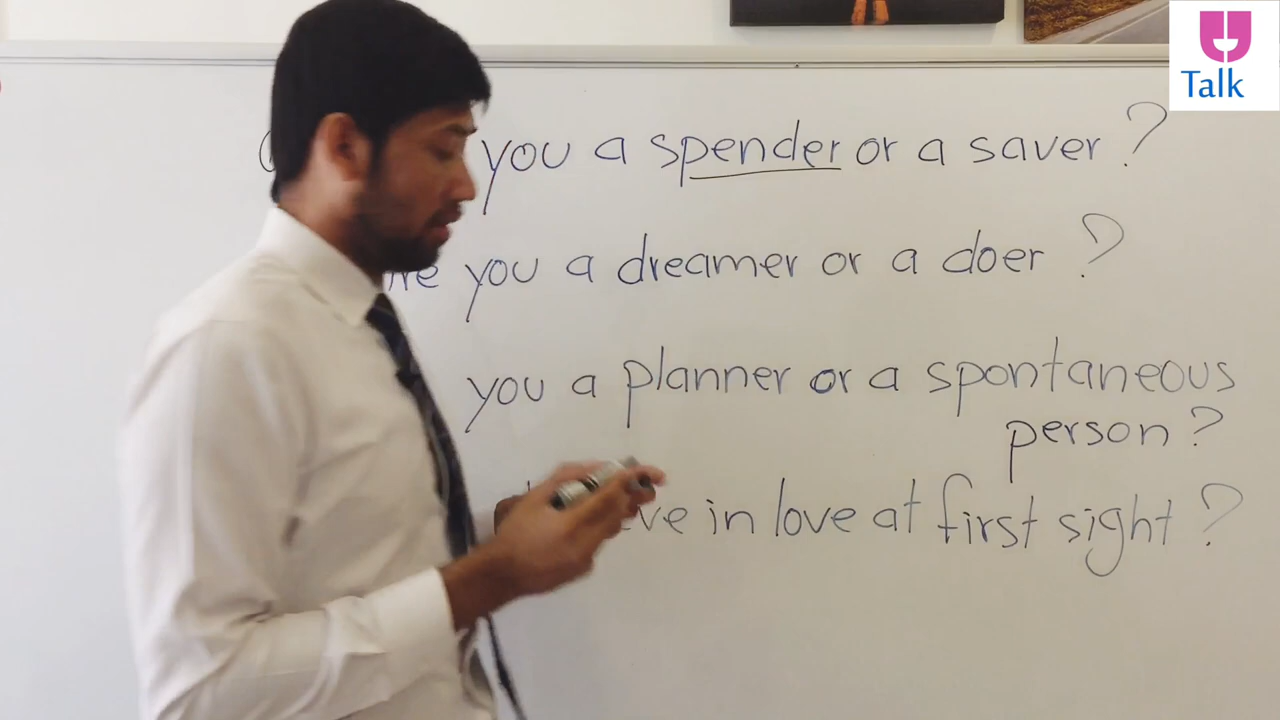 Talk
you a spender or a saver ?
you a dreamer or a doer ?
you a planner or a spontaneous
person ?
in love at first sight ?